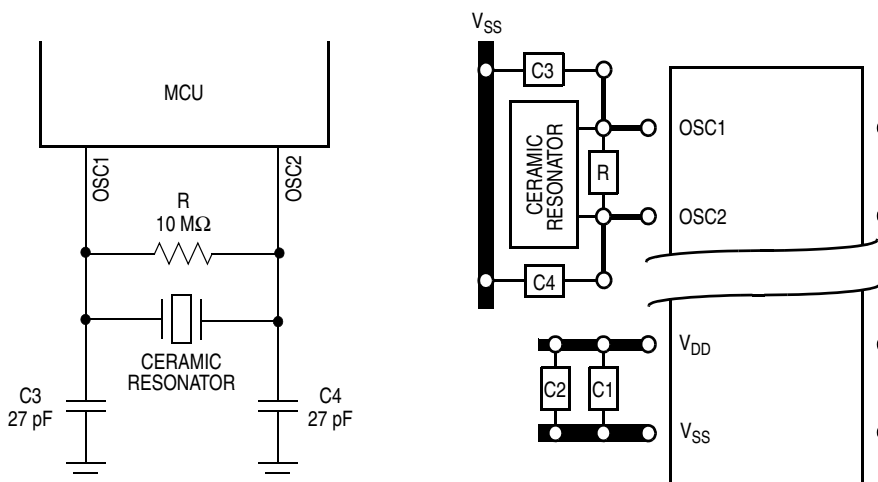 MCU
OSC1
OSC2
R
10 MΩ
CERAMIC
RESONATOR
C3
27 pF
C4
27 pF
VSS
C3
CERAMIC
RESONATOR
R
C4
OSC1
OSC2
VDD
C2
C1
VSS